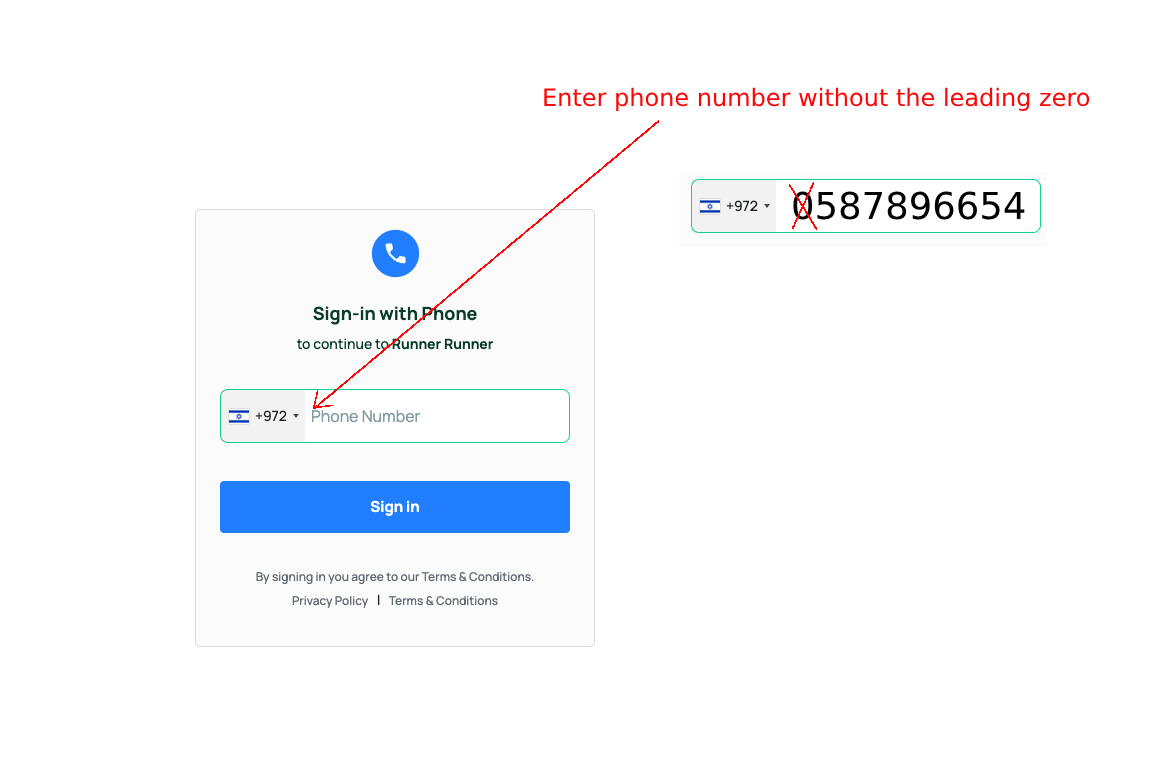 Enter phone number without the leading zero
+972 0587896654
Sign-in with Phone
to continue to Runner Runner
+972 Phone Number
Sign in
By signing in you agree to our Terms & Conditions.
Privacy Policy | Terms & Conditions